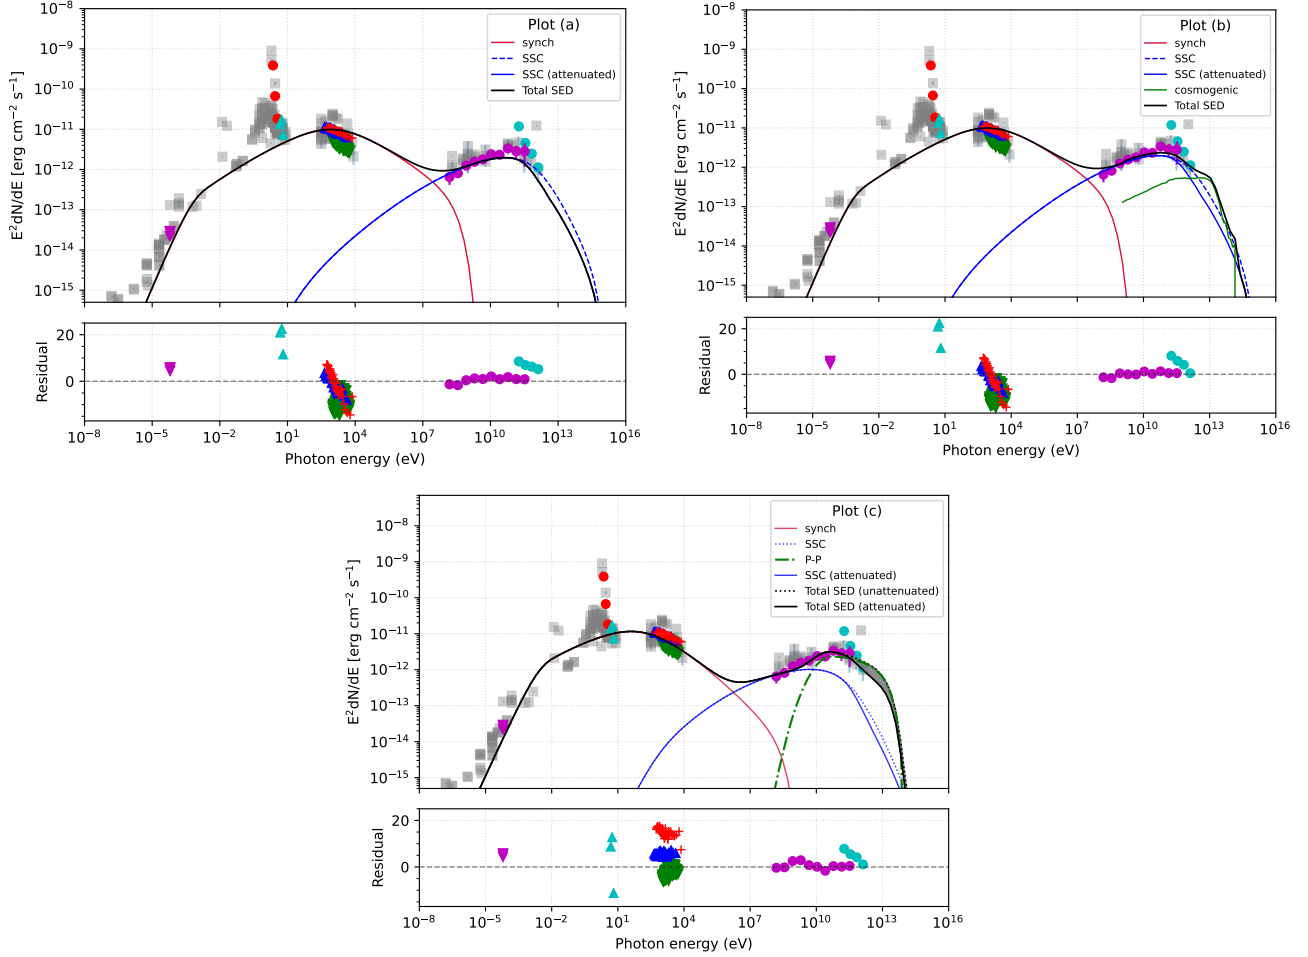 Plot (a)
synch
SSC
SSC (attenuated)
Total SED
E²dN/dE [erg cm⁻² s⁻¹]
10⁻⁸
10⁻⁹
10⁻¹⁰
10⁻¹¹
10⁻¹²
10⁻¹³
10⁻¹⁴
10⁻¹⁵
Residual
20
0
10⁻⁸ 10⁻⁵ 10⁻² 10¹ 10⁴ 10⁷ 10¹⁰ 10¹³ 10¹⁶
Photon energy (eV)
Plot (b)
synch
SSC
SSC (attenuated)
cosmogenic
Total SED
E²dN/dE [erg cm⁻² s⁻¹]
10⁻⁸
10⁻⁹
10⁻¹⁰
10⁻¹¹
10⁻¹²
10⁻¹³
10⁻¹⁴
10⁻¹⁵
Residual
20
0
10⁻⁸ 10⁻⁵ 10⁻² 10¹ 10⁴ 10⁷ 10¹⁰ 10¹³ 10¹⁶
Photon energy (eV)
Plot (c)
synch
SSC
P-P
SSC (attenuated)
Total SED (unattenuated)
Total SED (attenuated)
E²dN/dE [erg cm⁻² s⁻¹]
10⁻⁸
10⁻⁹
10⁻¹⁰
10⁻¹¹
10⁻¹²
10⁻¹³
10⁻¹⁴
10⁻¹⁵
Residual
20
0
10⁻⁸ 10⁻⁵ 10⁻² 10¹ 10⁴ 10⁷ 10¹⁰ 10¹³ 10¹⁶
Photon energy (eV)